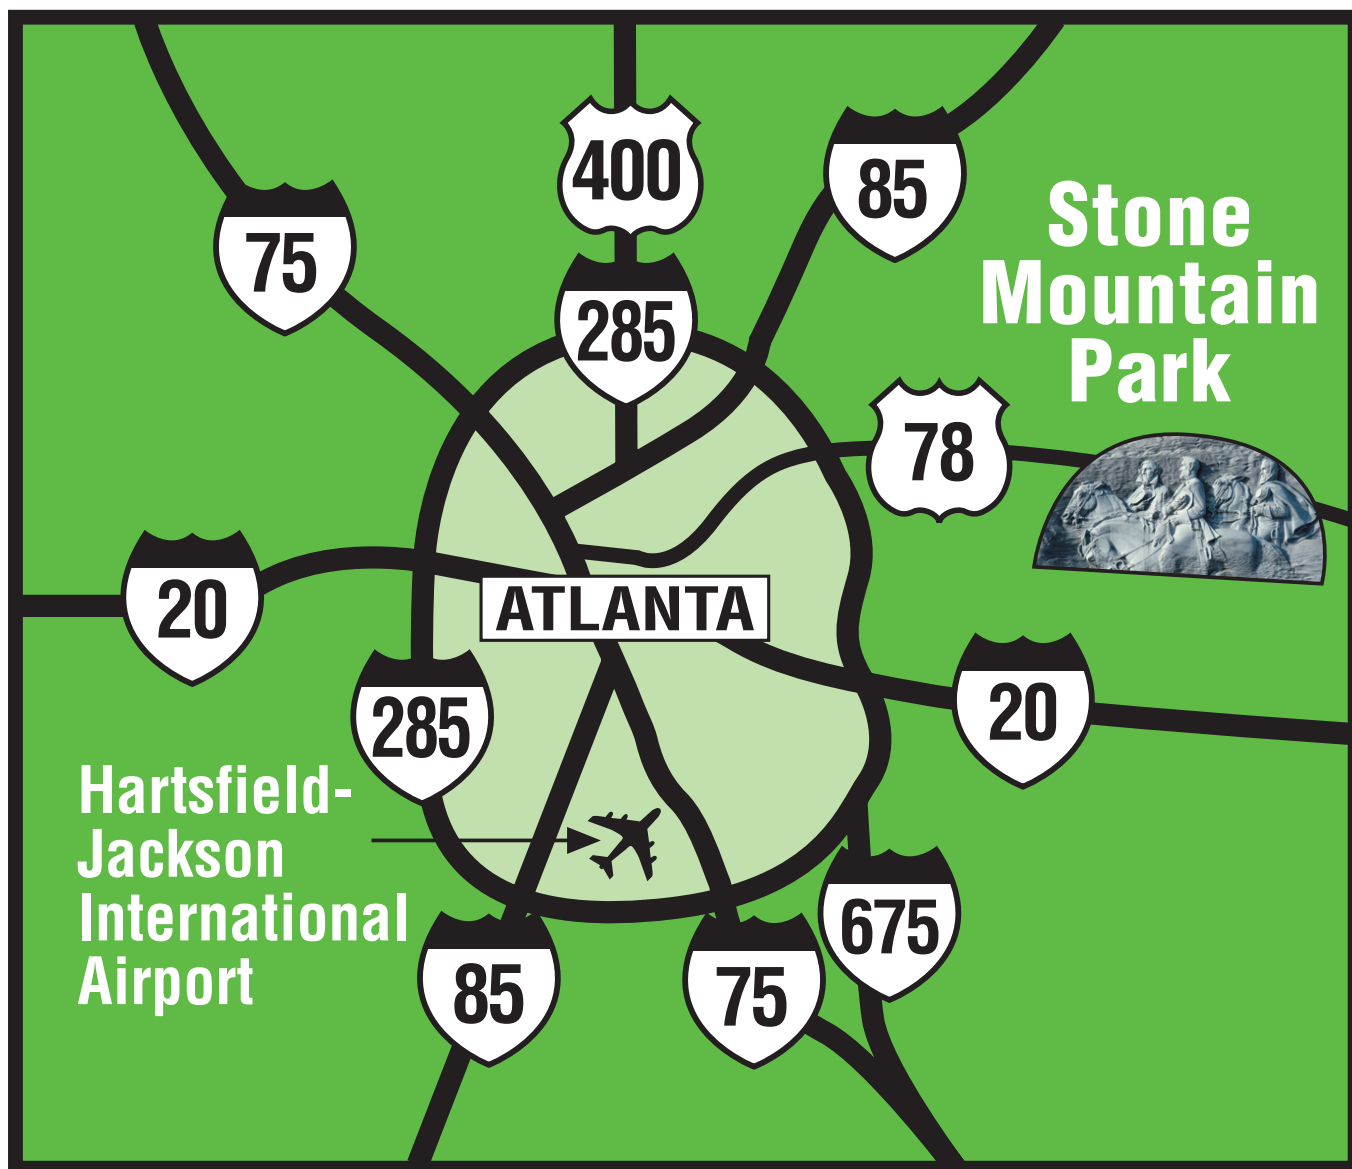 400
85
Stone
Mountain
Park
75
285
78
20
ATLANTA
285
20
Hartsfield-
Jackson
International
Airport
675
85
75